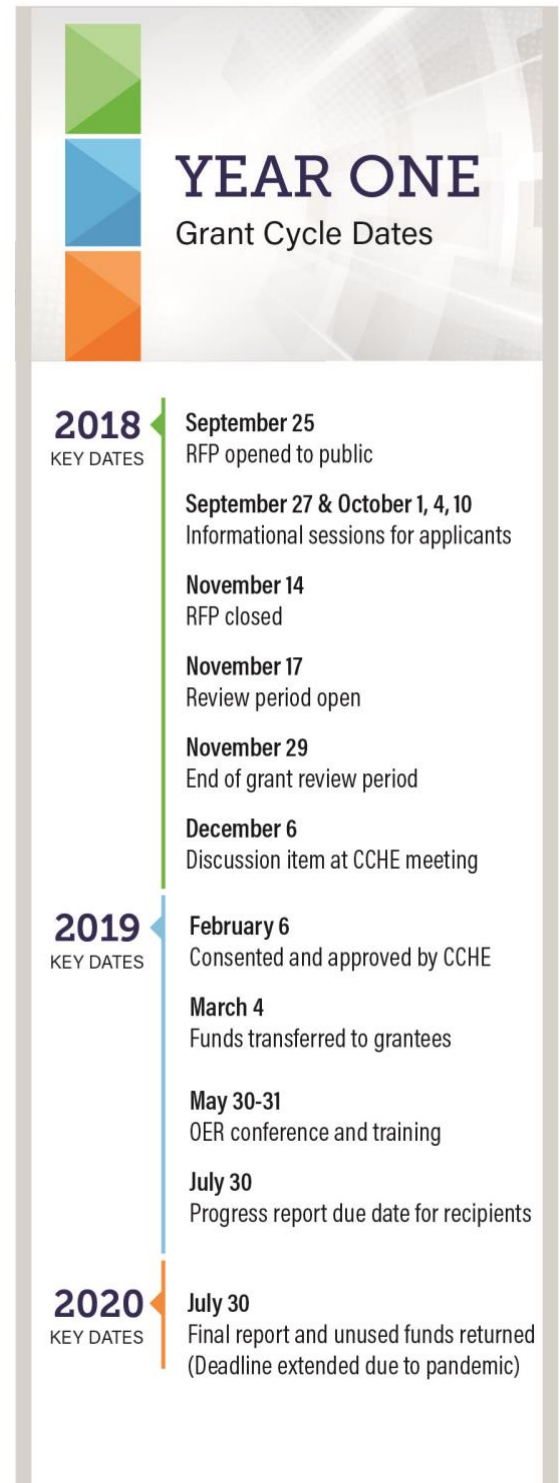 YEAR ONE
Grant Cycle Dates
2018
KEY DATES
September 25
RFP opened to public
September 27 & October 1, 4, 10
Informational sessions for applicants
November 14
RFP closed
November 17
Review period open
November 29
End of grant review period
December 6
Discussion item at CCHE meeting
2019
KEY DATES
February 6
Consented and approved by CCHE
March 4
Funds transferred to grantees
May 30-31
OER conference and training
July 30
Progress report due date for recipients
2020
KEY DATES
July 30
Final report and unused funds returned
(Deadline extended due to pandemic)